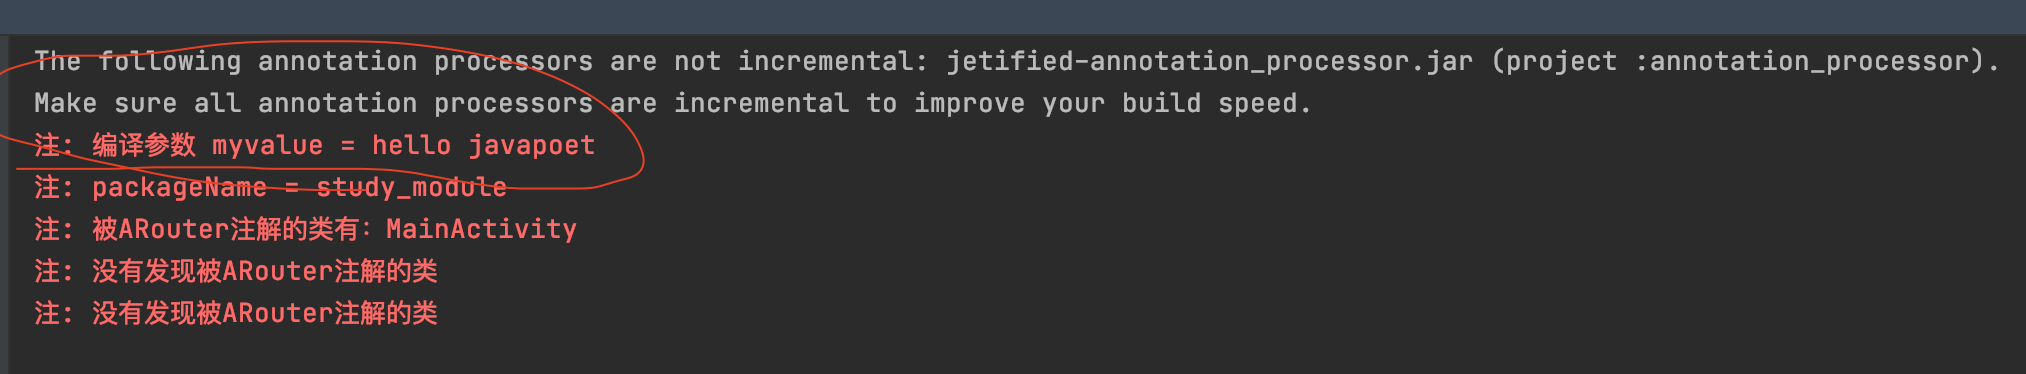 The following annotation processors are not incremental: jetified-annotation_processor.jar (project :annotation_processor).
Make sure all annotation processors are incremental to improve your build speed.
注: 编译参数 myvalue = hello javapoet
注: packageName = study_module
注: 被ARouter注解的类有：MainActivity
注: 没有发现被ARouter注解的类
注: 没有发现被ARouter注解的类